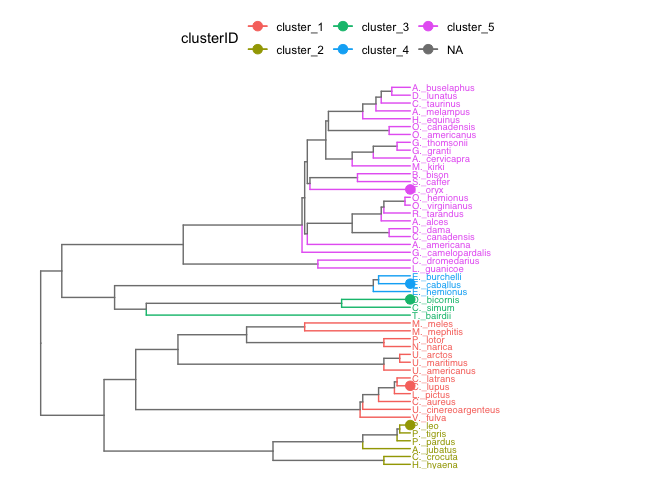 clusterID
cluster_1 cluster_3 cluster_5
cluster_2 cluster_4 NA
A._buselaphus
D._lunatus
C._taurinus
A._melampus
H._equinus
O._canadensis
O._americanus
G._thomsonii
G._granti
A._cervicapra
M._kirki
B._bison
S._caffer
_oryx
O._hemionus
O._virginianus
R._tarandus
A._alces
D._dama
C._canadensis
A._americana
G._camelopardalis
C._dromedarius
L._guanicoe
E._burchelli
_caballus
E._hemionus
_bicornis
C._simum
T._bairdii
M._meles
M._mephitis
P._lotor
N._narica
U._arctos
U._maritimus
U._americanus
C._latrans
_lupus
L._pictus
C._aureus
U._cinereoargenteus
V._fulva
_leo
P._tigris
P._pardus
A._jubatus
C._crocuta
H._hyaena